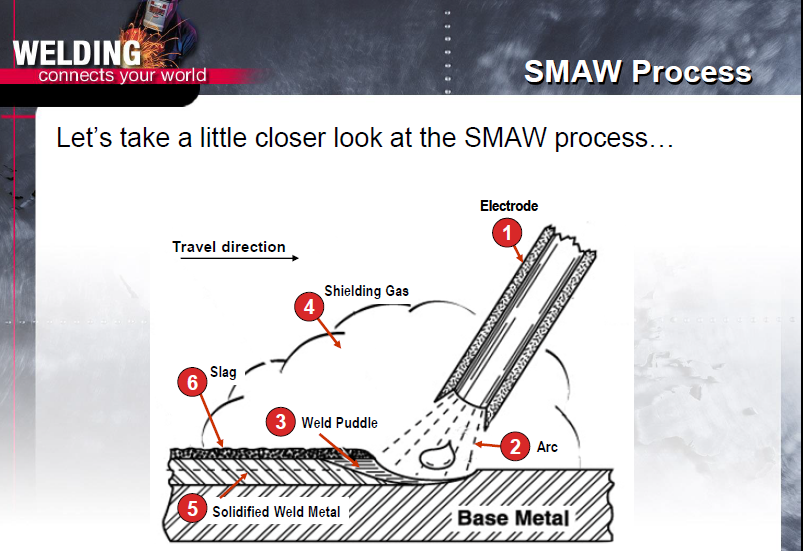 WELDING
connects your world
SMAW Process
Let's take a little closer look at the SMAW process…
Electrode
1
Travel direction
Shielding Gas
4
Slag
6
3 Weld Puddle
2 Arc
5 Solidified Weld Metal
Base Metal